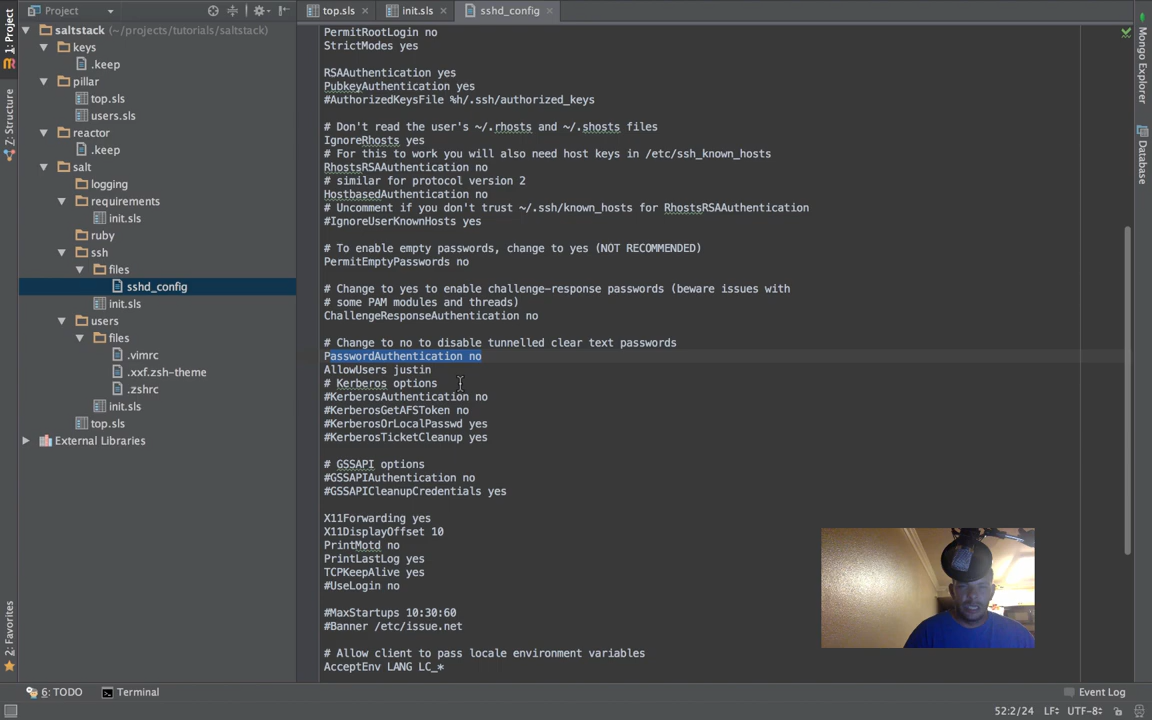 Project
top.sls
init.sls
sshd_config
1: Project
Z: Structure
2: Favorites
saltstack (~/projects/tutorials/saltstack)
keys
.keep
pillar
top.sls
users.sls
reactor
.keep
salt
logging
requirements
init.sls
ruby
ssh
files
sshd_config
init.sls
users
files
.vimrc
.xxf.zsh-theme
.zshrc
init.sls
top.sls
External Libraries
PermitRootLogin no
StrictModes yes
RSAAuthentication yes
PubkeyAuthentication yes
#AuthorizedKeysFile %h/.ssh/authorized_keys
# Don't read the user's ~/.rhosts and ~/.shosts files
IgnoreRhosts yes
# For this to work you will also need host keys in /etc/ssh_known_hosts
RhostsRSAAuthentication no
# similar for protocol version 2
HostbasedAuthentication no
# Uncomment if you don't trust ~/.ssh/known_hosts for RhostsRSAAuthentication
#IgnoreUserKnownHosts yes
# To enable empty passwords, change to yes (NOT RECOMMENDED)
PermitEmptyPasswords no
# Change to yes to enable challenge-response passwords (beware issues with
# some PAM modules and threads)
ChallengeResponseAuthentication no
# Change to no to disable tunnelled clear text passwords
PasswordAuthentication no
AllowUsers justin
# Kerberos options
#KerberosAuthentication no
#KerberosGetAFSToken no
#KerberosOrLocalPasswd yes
#KerberosTicketCleanup yes
# GSSAPI options
#GSSAPIAuthentication no
#GSSAPICleanupCredentials yes
X11Forwarding yes
X11DisplayOffset 10
PrintMotd no
PrintLastLog yes
TCPKeepAlive yes
#UseLogin no
#MaxStartups 10:30:60
#Banner /etc/issue.net
# Allow client to pass locale environment variables
AcceptEnv LANG LC_*
Mongo Explorer
Database
6: TODO
Terminal
Event Log
52:2/24
LF
UTF-8